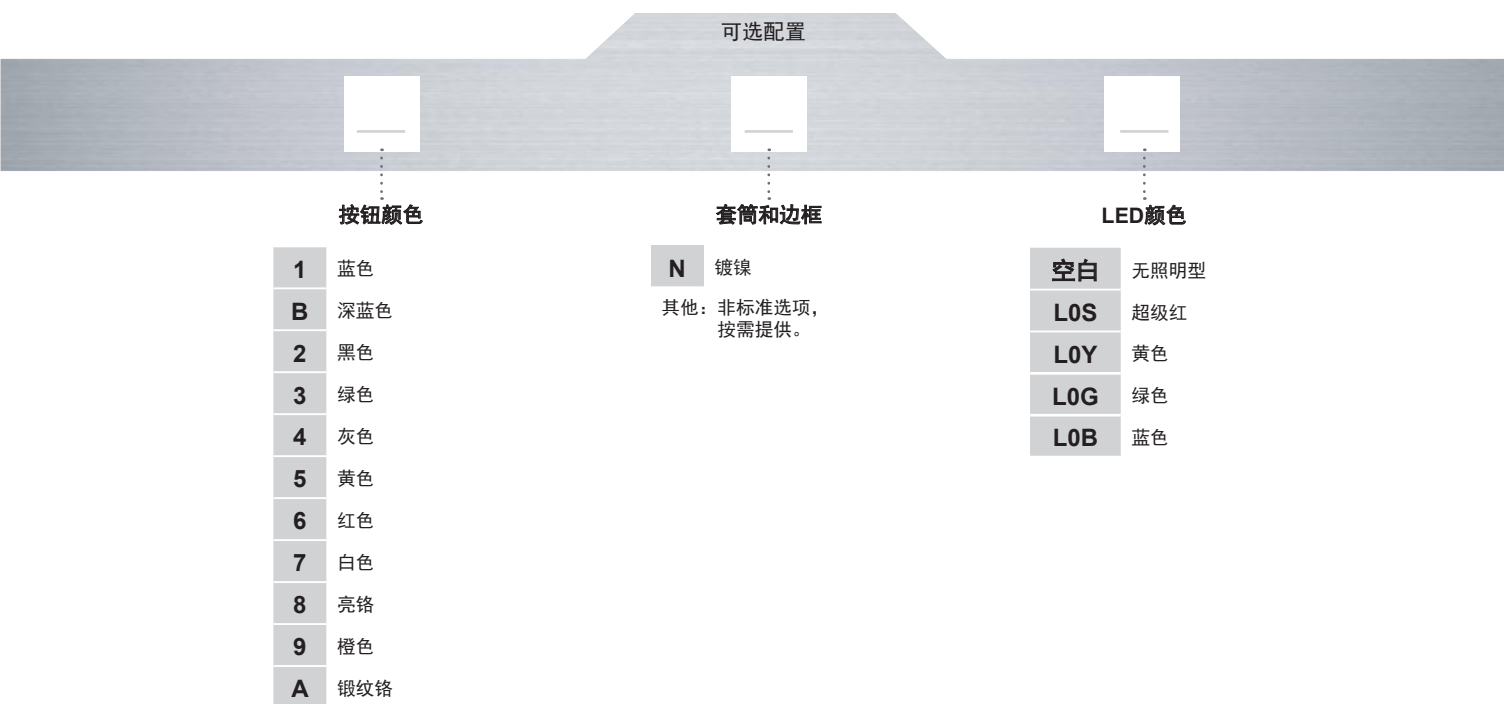 可选配置
按钮颜色
1 蓝色
B 深蓝色
2 黑色
3 绿色
4 灰色
5 黄色
6 红色
7 白色
8 亮铬
9 橙色
A 锻纹铬
套筒和边框
N 镀镍
其他：非标准选项，
按需提供。
LED颜色
空白 无照明型
L0S 超级红
L0Y 黄色
L0G 绿色
L0B 蓝色